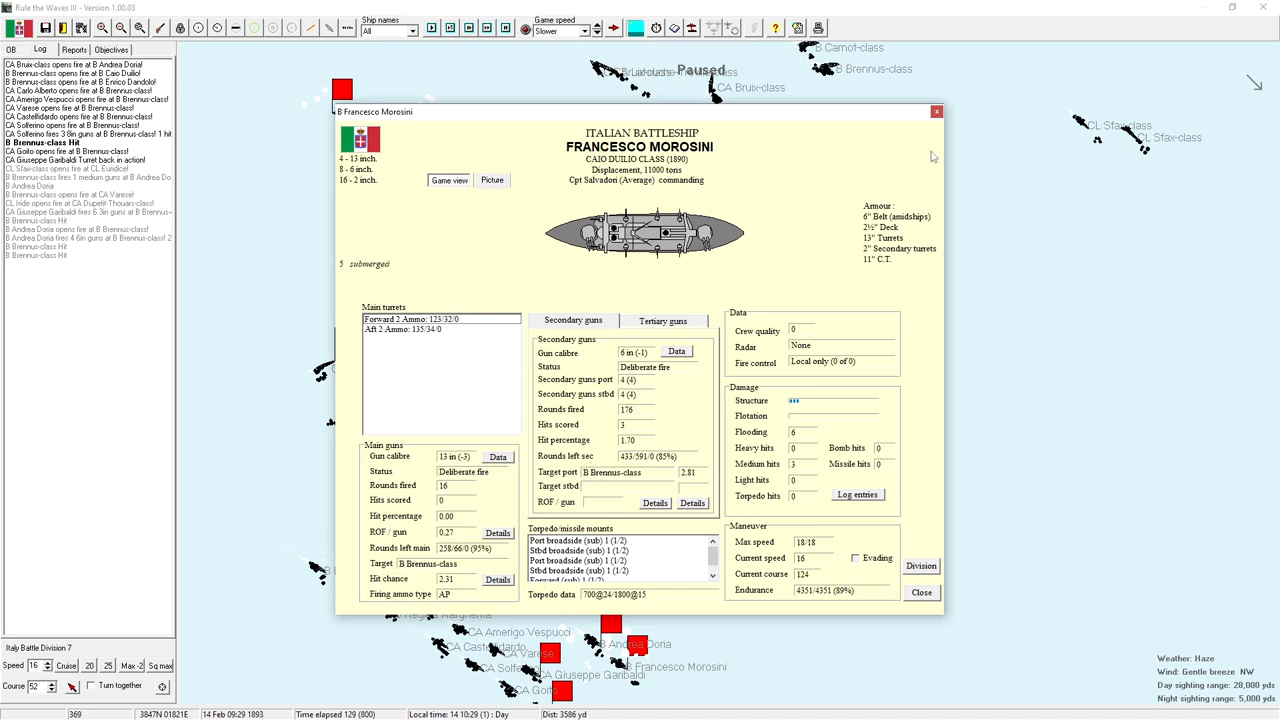 Rule the Waves III - Version 1.00.03
Ship names
All
Game speed
Slower
OB
Log
Reports
Objectives
CA Bruix-class opens fire at B Andrea Doria!
B Brennus-class opens fire at B Caio Duilio!
B Brennus-class opens fire at B Enrico Dandolo!
CA Carlo Alberto opens fire at B Brennus-class!
CA Amerigo Vespucci opens fire at B Brennus-class!
CA Varese opens fire at B Brennus-class!
CA Castelfidardo opens fire at B Brennus-class!
CA Solferino opens fire at B Brennus-class!
CA Solferino fires 3 8in guns at B Brennus-class! 1 hit
B Brennus-class Hit
CA Goito opens fire at B Brennus-class!
CA Giuseppe Garibaldi Turret back in action!
CL Sfax-class opens fire at CL Euridice!
B Brennus-class fires 1 medium guns at B Andrea Do
B Andrea Doria
B Brennus-class opens fire at CA Varese!
CL Iride opens fire at CA Dupetit-Thouars-class!
CA Giuseppe Garibaldi fires 6 3in guns at B Brennus-
B Brennus-class Hit
B Andrea Doria opens fire at B Brennus-class!
B Andrea Doria fires 4 6in guns at B Brennus-class! 2
B Brennus-class Hit
B Brennus-class Hit
Paused
CA Bruix-class
B Carnot-class
B Brennus-class
CL Sfax-class
CL Sfax-class
B Francesco Morosini
4 - 13 inch.
8 - 6 inch.
16 - 2 inch.
ITALIAN BATTLESHIP
FRANCESCO MOROSINI
CAIO DUILIO CLASS (1890)
Displacement, 11000 tons
Cpt Salvadori (Average) commanding
Game view
Picture
Armour :
6" Belt (amidships)
2½" Deck
13" Turrets
2" Secondary turrets
11" C.T.
5 submerged
Main turrets
Forward 2 Ammo: 123/32/0
Aft 2 Ammo: 135/34/0
Main guns
Gun calibre 13 in (-3) Data
Status Deliberate fire
Rounds fired 16
Hits scored 0
Hit percentage 0.00
ROF / gun 0.27 Details
Rounds left main 258/66/0 (95%)
Target B Brennus-class
Hit chance 2.31 Details
Firing ammo type AP
Secondary guns
Tertiary guns
Secondary guns
Gun calibre 6 in (-1) Data
Status Deliberate fire
Secondary guns port 4 (4)
Secondary guns stbd 4 (4)
Rounds fired 176
Hits scored 3
Hit percentage 1.70
Rounds left sec 433/591/0 (85%)
Target port B Brennus-class 2.81
Target stbd
ROF / gun Details Details
Torpedo/missile mounts
Port broadside (sub) 1 (1/2)
Stbd broadside (sub) 1 (1/2)
Port broadside (sub) 1 (1/2)
Stbd broadside (sub) 1 (1/2)
Forward (sub) 1 (1/2)
Torpedo data 700@24/1800@15
Data
Crew quality 0
Radar None
Fire control Local only (0 of 0)
Damage
Structure
Flotation
Flooding 6
Heavy hits 0 Bomb hits 0
Medium hits 3 Missile hits 0
Light hits 0
Torpedo hits 0 Log entries
Maneuver
Max speed 18/18
Current speed 16 Evading
Current course 124
Endurance 4351/4351 (89%)
Division
Close
CA Amerigo Vespucci
CA Castelfidardo
CA Varese
CA Solferino
CA Giuseppe Garibaldi
CA Goito
B Andrea Doria
B Francesco Morosini
Weather: Haze
Wind: Gentle breeze NW
Day sighting range: 28,000 yds
Night sighting range: 5,000 yds
Italy Battle Division 7
Speed 16 Cruise 20 25 Max -2 Sq max
Course 52 Turn together
369 3847N 01821E 14 Feb 09:29 1893 Time elapsed 129 (800) Local time: 14 10:29 (1) : Day Dist: 3586 yd